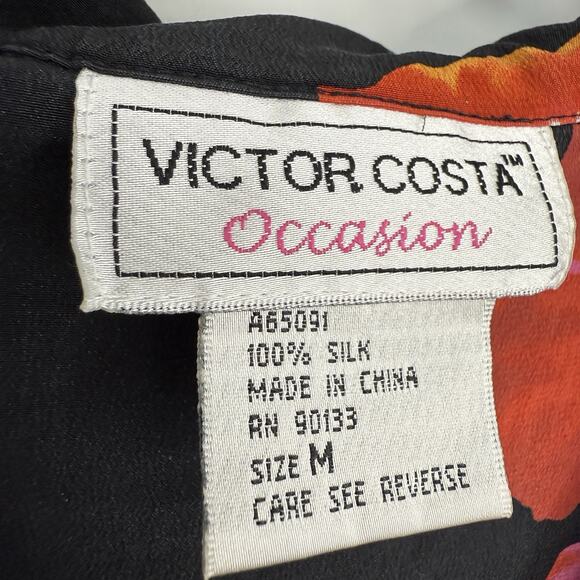 VICTOR COSTA™
Occasion
A65091
100% SILK
MADE IN CHINA
RN 90133
SIZE M
CARE SEE REVERSE